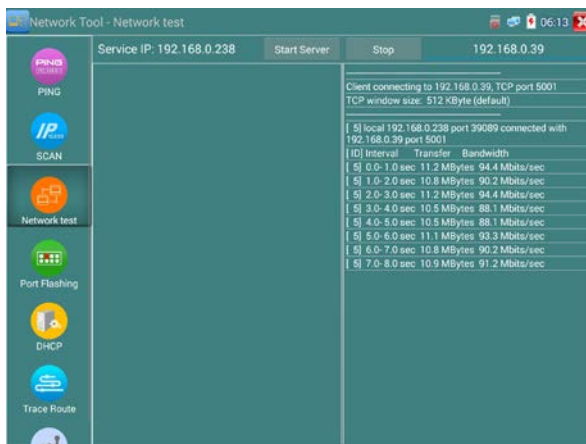 Network Tool - Network test
06:13
Service IP: 192.168.0.238
Start Server
Stop
192.168.0.39
PING
PING
IP
SCAN
Network test
Port Flashing
DHCP
Trace Route
Client connecting to 192.168.0.39, TCP port 5001
TCP window size: 512 KByte (default)
[ 5] local 192.168.0.238 port 39089 connected with
192.168.0.39 port 5001
[ID] Interval Transfer Bandwidth
[ 5] 0.0- 1.0 sec 11.2 MBytes 94.4 Mbits/sec
[ 5] 1.0- 2.0 sec 10.8 MBytes 90.2 Mbits/sec
[ 5] 2.0- 3.0 sec 11.2 MBytes 94.4 Mbits/sec
[ 5] 3.0- 4.0 sec 10.5 MBytes 88.1 Mbits/sec
[ 5] 4.0- 5.0 sec 10.5 MBytes 88.1 Mbits/sec
[ 5] 5.0- 6.0 sec 11.1 MBytes 93.3 Mbits/sec
[ 5] 6.0- 7.0 sec 10.8 MBytes 90.2 Mbits/sec
[ 5] 7.0- 8.0 sec 10.9 MBytes 91.2 Mbits/sec